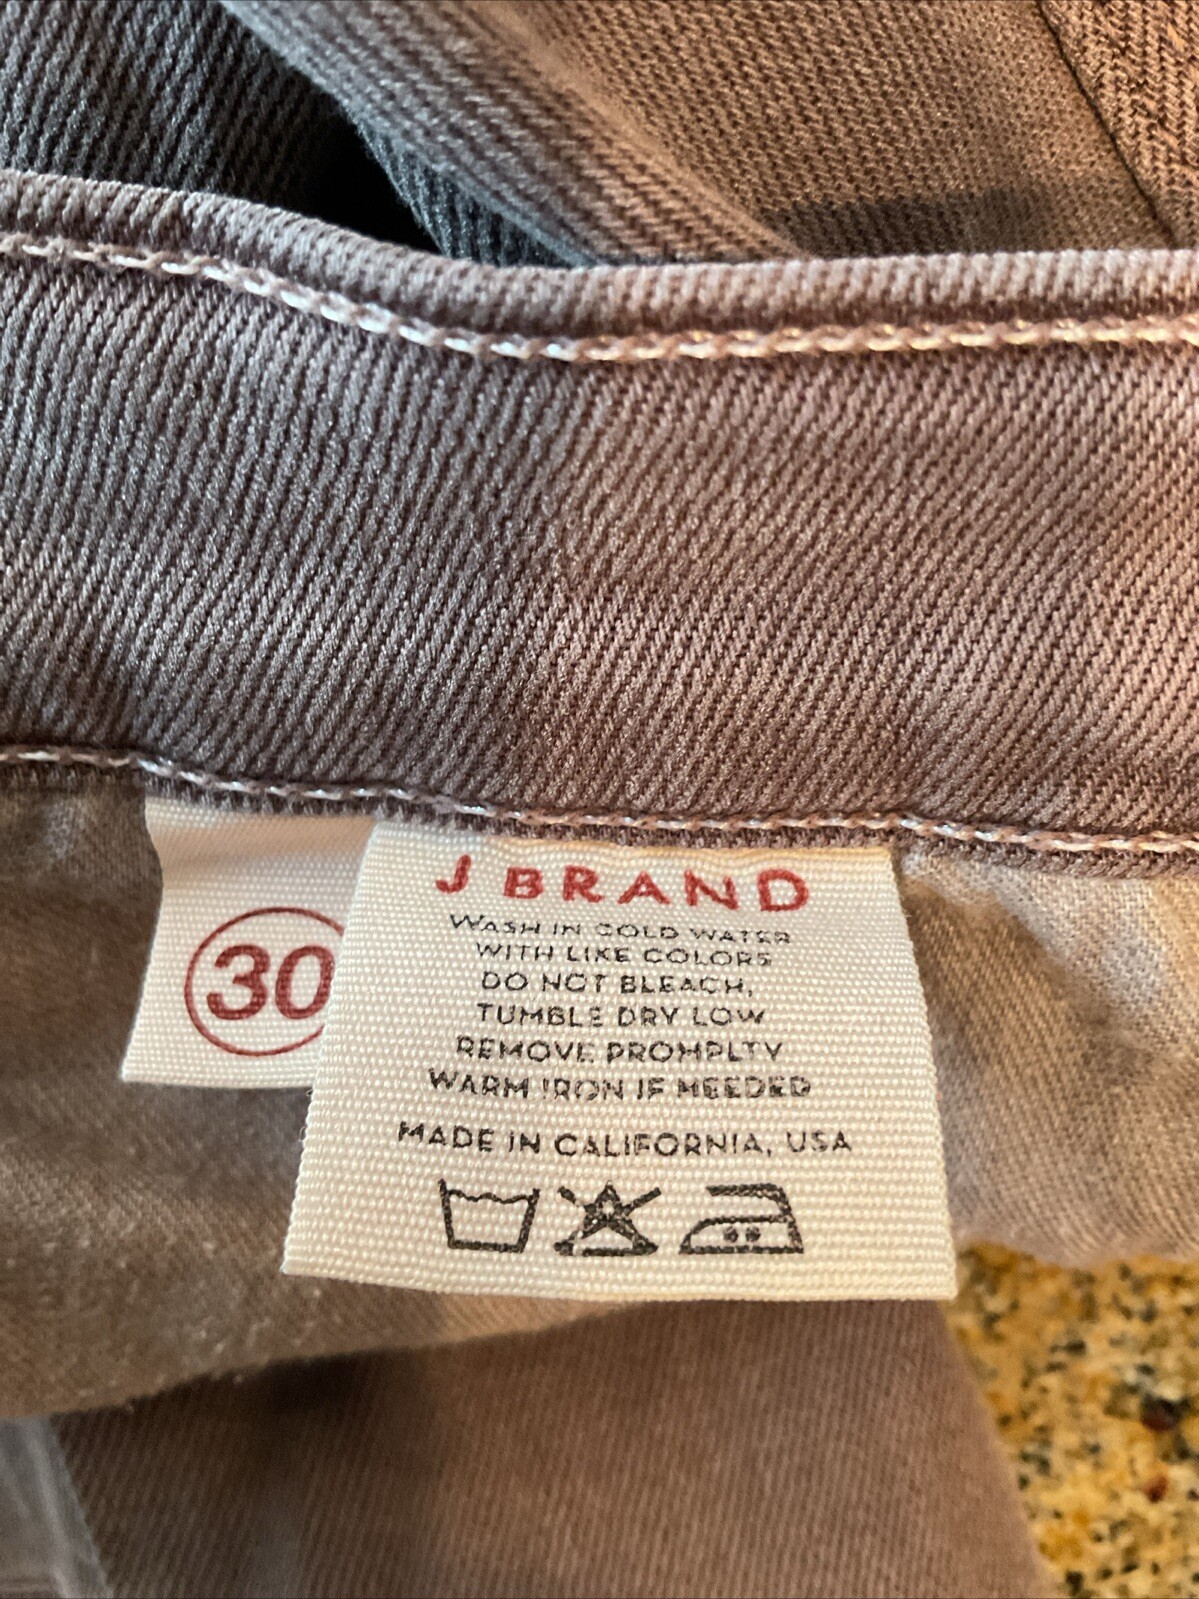 30
J BRAND
WASH IN COLD WATER
WITH LIKE COLORS
DO NOT BLEACH,
TUMBLE DRY LOW
REMOVE PROMPLTY
WARM IRON IF NEEDED
MADE IN CALIFORNIA, USA